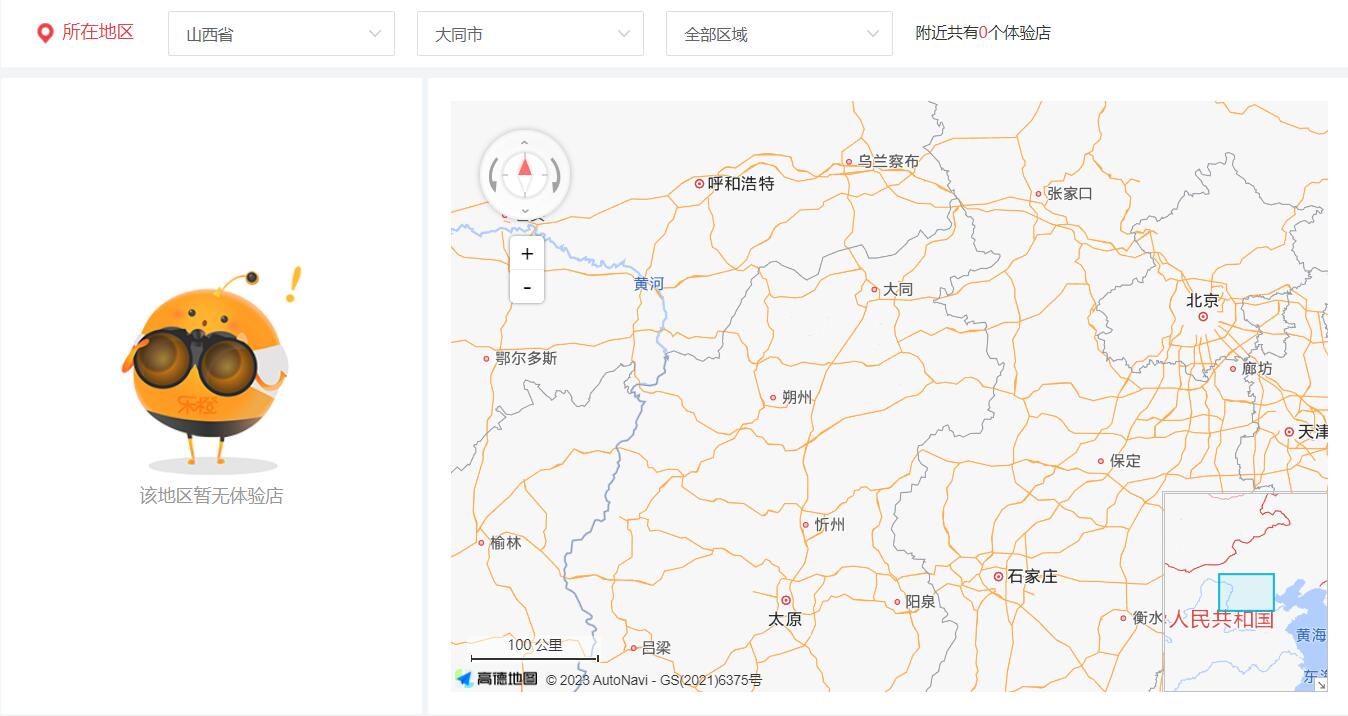 所在地区
山西省
大同市
全部区域
附近共有0个体验店
乐橙
该地区暂无体验店
乌兰察布
呼和浩特
张家口
+
-
黄河
大同
北京
鄂尔多斯
廊坊
朔州
天津
保定
忻州
榆林
石家庄
阳泉
太原
衡水
人民共和国
黄海
吕梁
东海
100 公里
高德地图 © 2023 AutoNavi - GS(2021)6375号